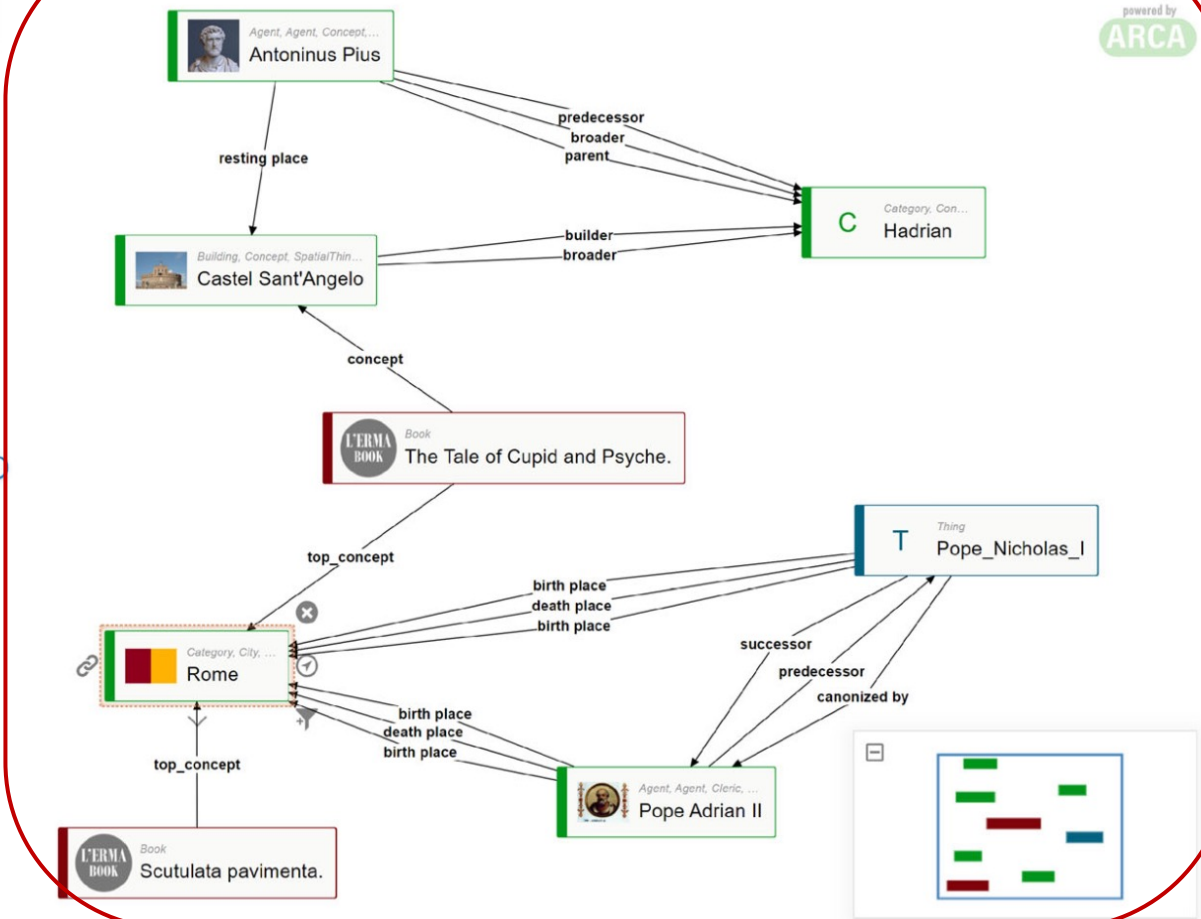 powered by
ARCA
Agent, Agent, Concept,...
Antoninus Pius
predecessor
broader
parent
resting place
C
Category, Con...
Hadrian
builder
broader
Building, Concept, SpatialThin...
Castel Sant'Angelo
concept
L'ERMA
BOOK
Book
The Tale of Cupid and Psyche.
T
Thing
Pope_Nicholas_I
top_concept
birth place
death place
birth place
successor
predecessor
canonized by
Category, City, ...
Rome
birth place
death place
birth place
top_concept
Agent, Agent, Cleric, ...
Pope Adrian II
L'ERMA
BOOK
Book
Scutulata pavimenta.